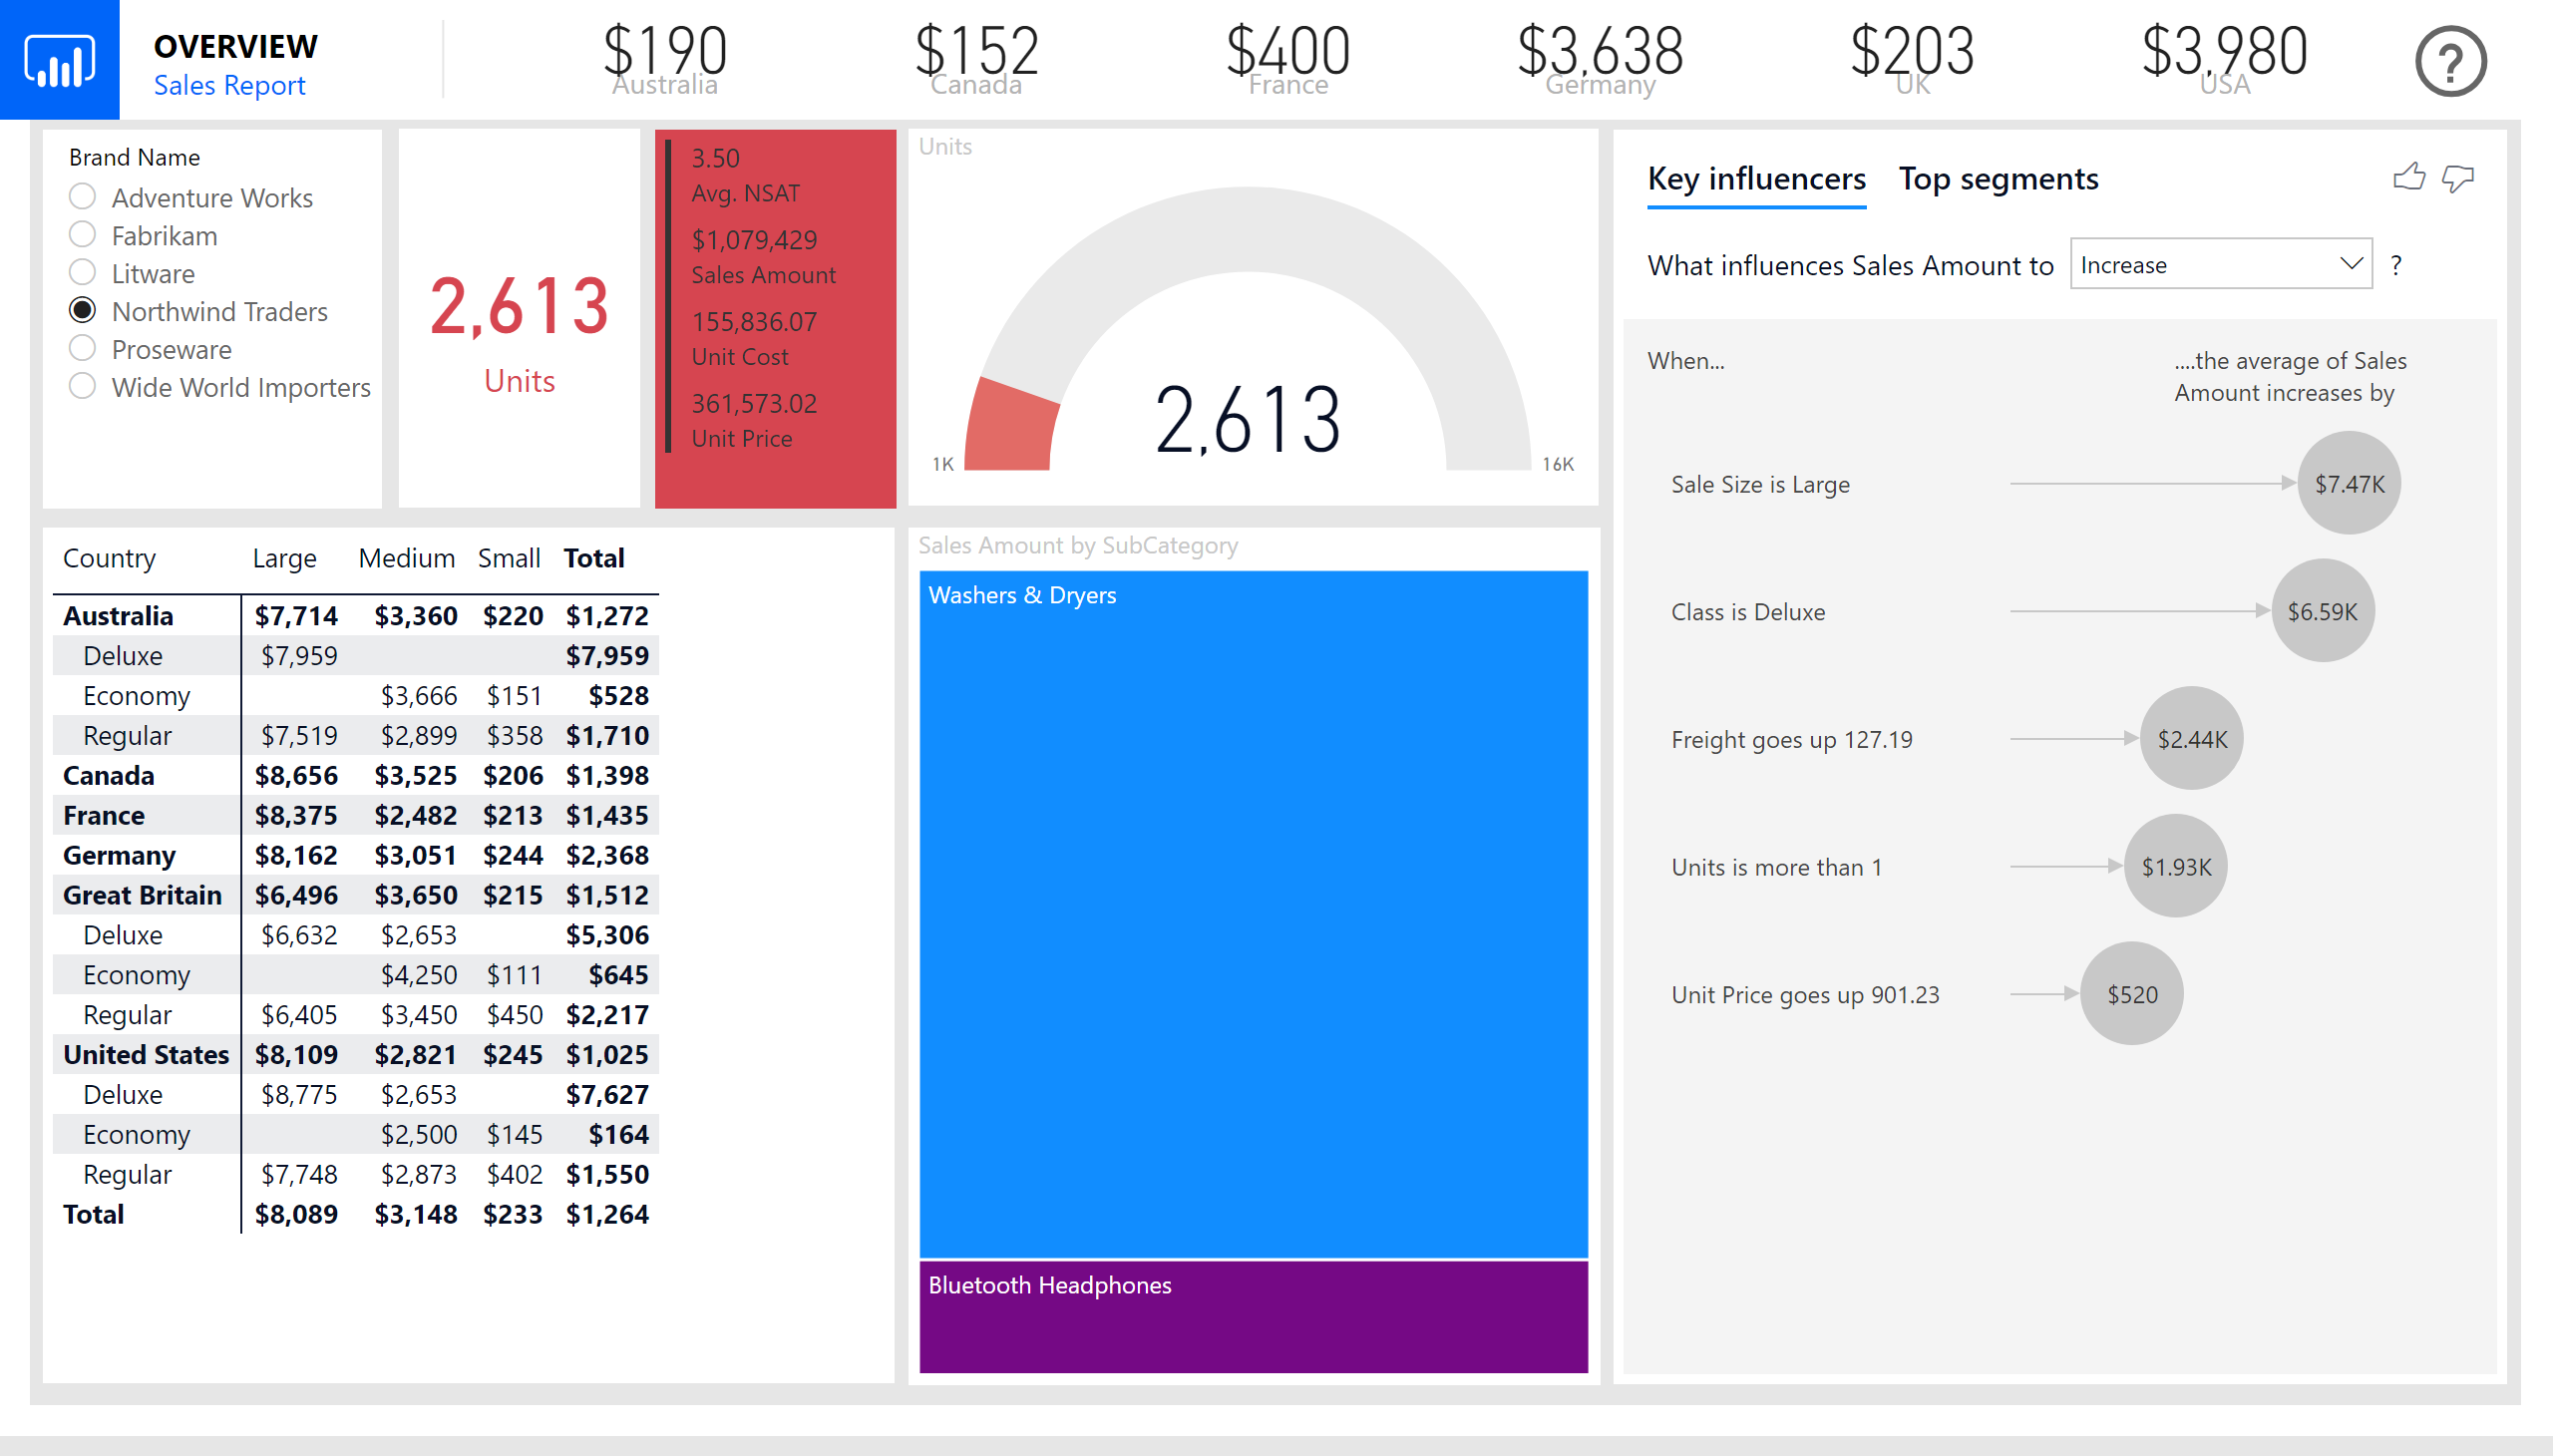 OVERVIEW
Sales Report
$190
Australia
$152
Canada
$400
France
$3,638
Germany
$203
UK
$3,980
USA
?
Brand Name
Adventure Works
Fabrikam
Litware
Northwind Traders
Proseware
Wide World Importers
2,613
Units
3.50
Avg. NSAT
$1,079,429
Sales Amount
155,836.07
Unit Cost
361,573.02
Unit Price
Units
2,613
1K
16K
Country Large Medium Small Total
Australia $7,714 $3,360 $220 $1,272
Deluxe $7,959 $7,959
Economy $3,666 $151 $528
Regular $7,519 $2,899 $358 $1,710
Canada $8,656 $3,525 $206 $1,398
France $8,375 $2,482 $213 $1,435
Germany $8,162 $3,051 $244 $2,368
Great Britain $6,496 $3,650 $215 $1,512
Deluxe $6,632 $2,653 $5,306
Economy $4,250 $111 $645
Regular $6,405 $3,450 $450 $2,217
United States $8,109 $2,821 $245 $1,025
Deluxe $8,775 $2,653 $7,627
Economy $2,500 $145 $164
Regular $7,748 $2,873 $402 $1,550
Total $8,089 $3,148 $233 $1,264
Sales Amount by SubCategory
Washers & Dryers
Bluetooth Headphones
Key influencers Top segments
What influences Sales Amount to Increase ?
When...
....the average of Sales
Amount increases by
Sale Size is Large $7.47K
Class is Deluxe $6.59K
Freight goes up 127.19 $2.44K
Units is more than 1 $1.93K
Unit Price goes up 901.23 $520